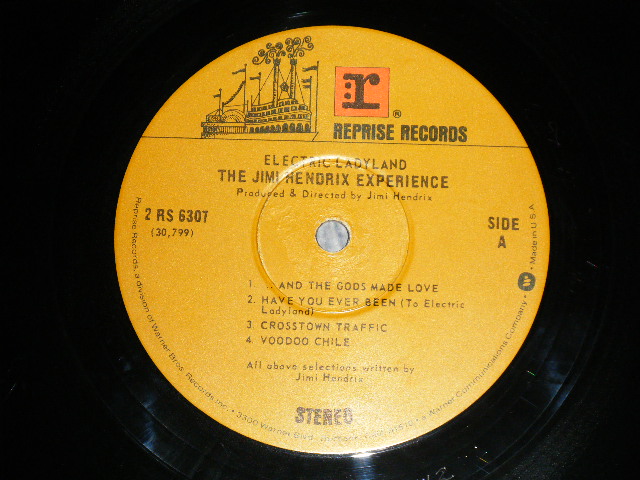 r
®
REPRISE RECORDS
ELECTRIC LADYLAND
THE JIMI HENDRIX EXPERIENCE
Produced & Directed by Jimi Hendrix
2 RS 6307
(30,799)
SIDE
A
1 ... AND THE GODS MADE LOVE
2. HAVE YOU EVER BEEN (To Electric
Ladyland)
3 CROSSTOWN TRAFFIC
4 VOODOO CHILE
All above selections written by
Jimi Hendrix
STEREO
Reprise Records, a division of Warner Bros. Records Inc. • 3300 Warner Blvd. • a Warner Communications Company • W • Made in U.S.A.